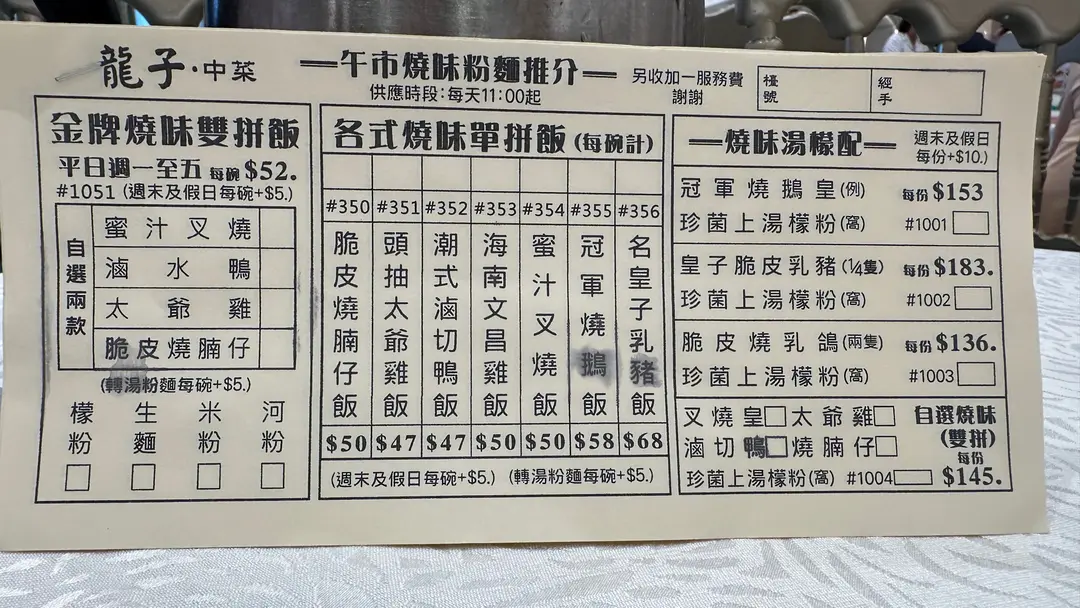 龍子·中菜
午市燒味粉麵推介
供應時段:每天11:00起
另收加一服務費
謝謝
檯號
經手
金牌燒味雙拼飯
平日週一至五 每碗 $52.
#1051 (週末及假日每碗+$5.)
自選兩款
蜜汁叉燒
滷水鴨
太爺雞
脆皮燒腩仔
(轉湯粉麵每碗+$5.)
檬粉 生麵 米粉 河粉
各式燒味單拼飯 (每碗計)
#350 #351 #352 #353 #354 #355 #356
脆皮燒腩仔飯
頭抽太爺雞飯
潮式滷切鴨飯
海南文昌雞飯
蜜汁叉燒飯
冠軍燒鵝飯
名皇子乳豬飯
$50 $47 $47 $50 $50 $58 $68
(週末及假日每碗+$5.) (轉湯粉麵每碗+$5.)
燒味湯檬配
週末及假日
每份+$10.)
冠軍燒鵝皇(例) 每份 $153
珍菌上湯檬粉(窩) #1001
皇子脆皮乳豬(1/4隻) 每份 $183.
珍菌上湯檬粉(窩) #1002
脆皮燒乳鴿(兩隻) 每份 $136.
珍菌上湯檬粉(窩) #1003
叉燒皇□太爺雞□ 自選燒味
滷切鴨□燒腩仔□ (雙拼)
每份
珍菌上湯檬粉(窩) #1004 $145.